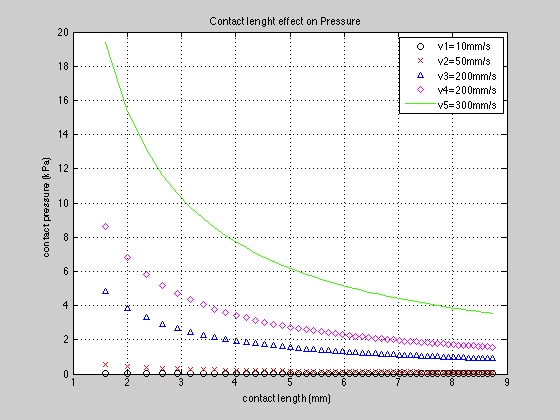 Contact lenght effect on Pressure
20
18
16
14
12
10
8
6
4
2
0
contact pressure (kPa)
v1=10mm/s
v2=50mm/s
v3=200mm/s
v4=200mm/s
v5=300mm/s
1 2 3 4 5 6 7 8 9
contact length (mm)